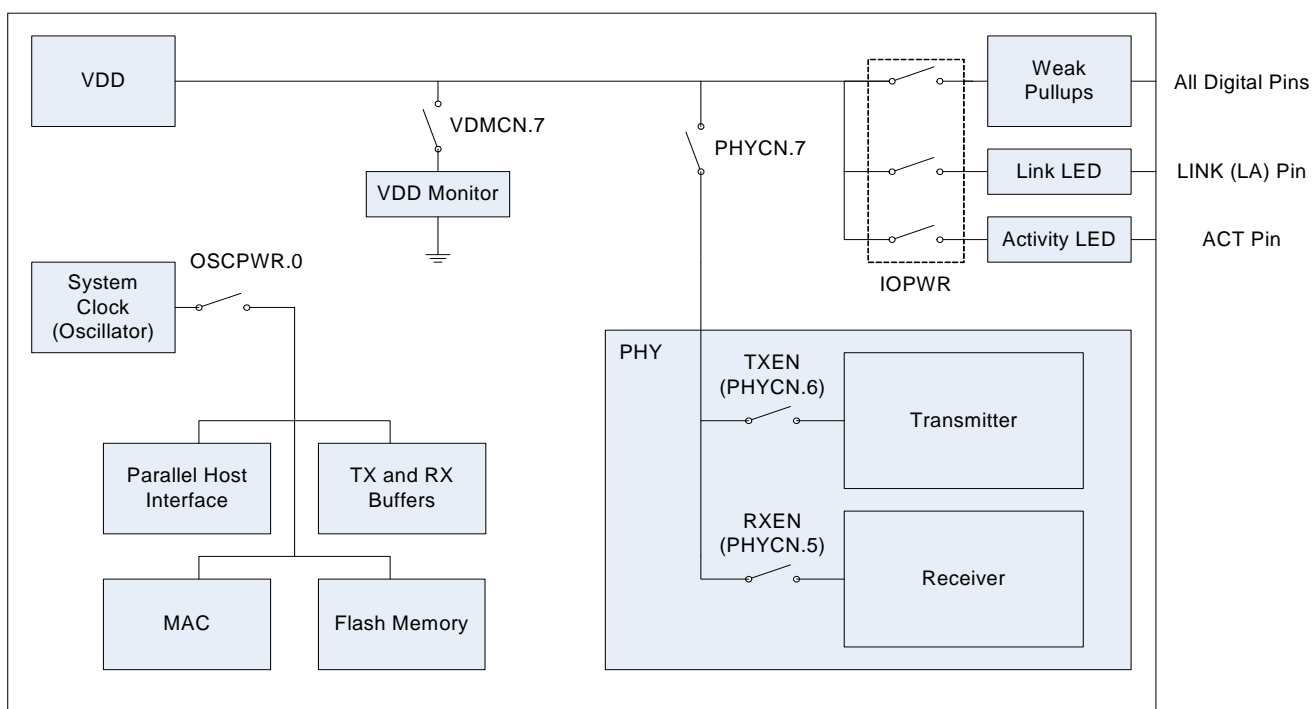 VDD
Weak
Pullups
All Digital Pins
VDMCN.7
PHYCN.7
VDD Monitor
Link LED
LINK (LA) Pin
Activity LED
ACT Pin
IOPWR
OSCPWR.0
System
Clock
(Oscillator)
PHY
TXEN
(PHYCN.6)
Transmitter
Parallel Host
Interface
TX and RX
Buffers
RXEN
(PHYCN.5)
Receiver
MAC
Flash Memory